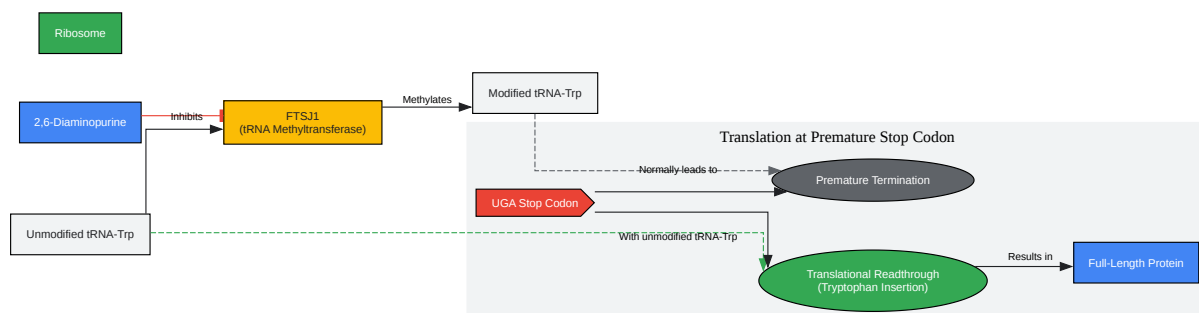 Ribosome
2,6-Diaminopurine
Inhibits
FTSJ1
(tRNA Methyltransferase)
Methylates
Modified tRNA-Trp
Unmodified tRNA-Trp
Translation at Premature Stop Codon
Normally leads to
Premature Termination
UGA Stop Codon
With unmodified tRNA-Trp
Translational Readthrough
(Tryptophan Insertion)
Results in
Full-Length Protein